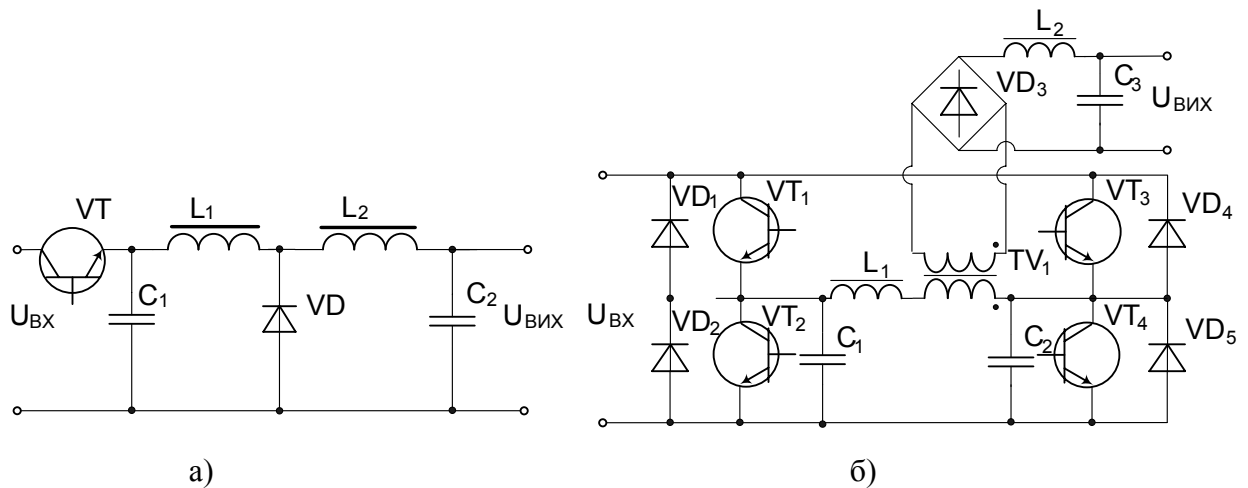 VT
L1
L2
C1
VD
C2
UВХ
UВИХ
а)
L2
VD3
C3
UВИХ
VD1
VT1
VT3
VD4
L1
TV1
UВХ
VD2
VT2
C1
C2
VT4
VD5
б)